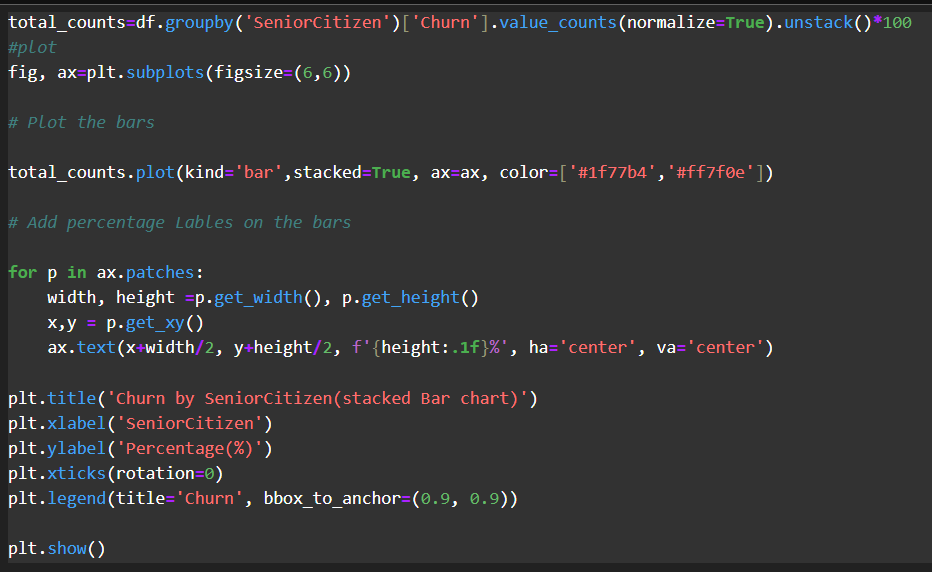 total_counts=df.groupby('SeniorCitizen')['Churn'].value_counts(normalize=True).unstack()*100
#plot
fig, ax=plt.subplots(figsize=(6,6))
# Plot the bars
total_counts.plot(kind='bar',stacked=True, ax=ax, color=['#1f77b4','#ff7f0e'])
# Add percentage Lables on the bars
for p in ax.patches:
    width, height =p.get_width(), p.get_height()
    x,y = p.get_xy()
    ax.text(x+width/2, y+height/2, f'{height:.1f}%', ha='center', va='center')
plt.title('Churn by SeniorCitizen(stacked Bar chart)')
plt.xlabel('SeniorCitizen')
plt.ylabel('Percentage(%)')
plt.xticks(rotation=0)
plt.legend(title='Churn', bbox_to_anchor=(0.9, 0.9))
plt.show()